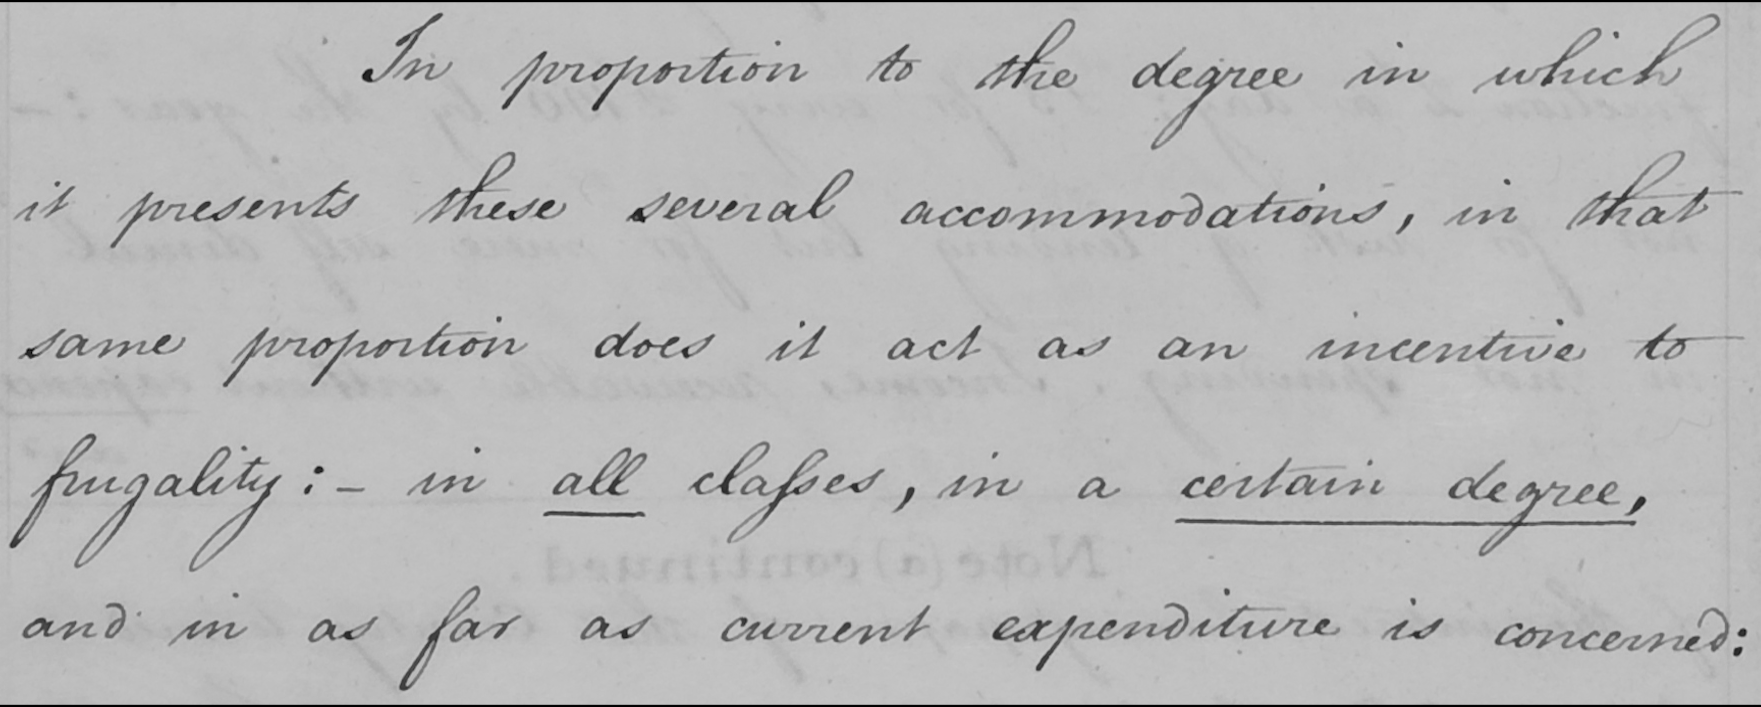 In proportion to the degree in which
it presents these several accommodations, in that
same proportion does it act as an incentive to
frugality :- in all claſses, in a certain degree,
and in as far as current expenditure is concerned: